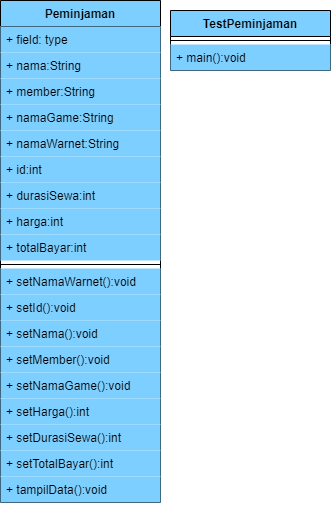 Peminjaman
+ field: type
+ nama:String
+ member:String
+ namaGame:String
+ namaWarnet:String
+ id:int
+ durasiSewa:int
+ harga:int
+ totalBayar:int
+ setNamaWarnet():void
+ setId():void
+ setNama():void
+ setMember():void
+ setNamaGame():void
+ setHarga():int
+ setDurasiSewa():int
+ setTotalBayar():int
+ tampilData():void
TestPeminjaman
+ main():void